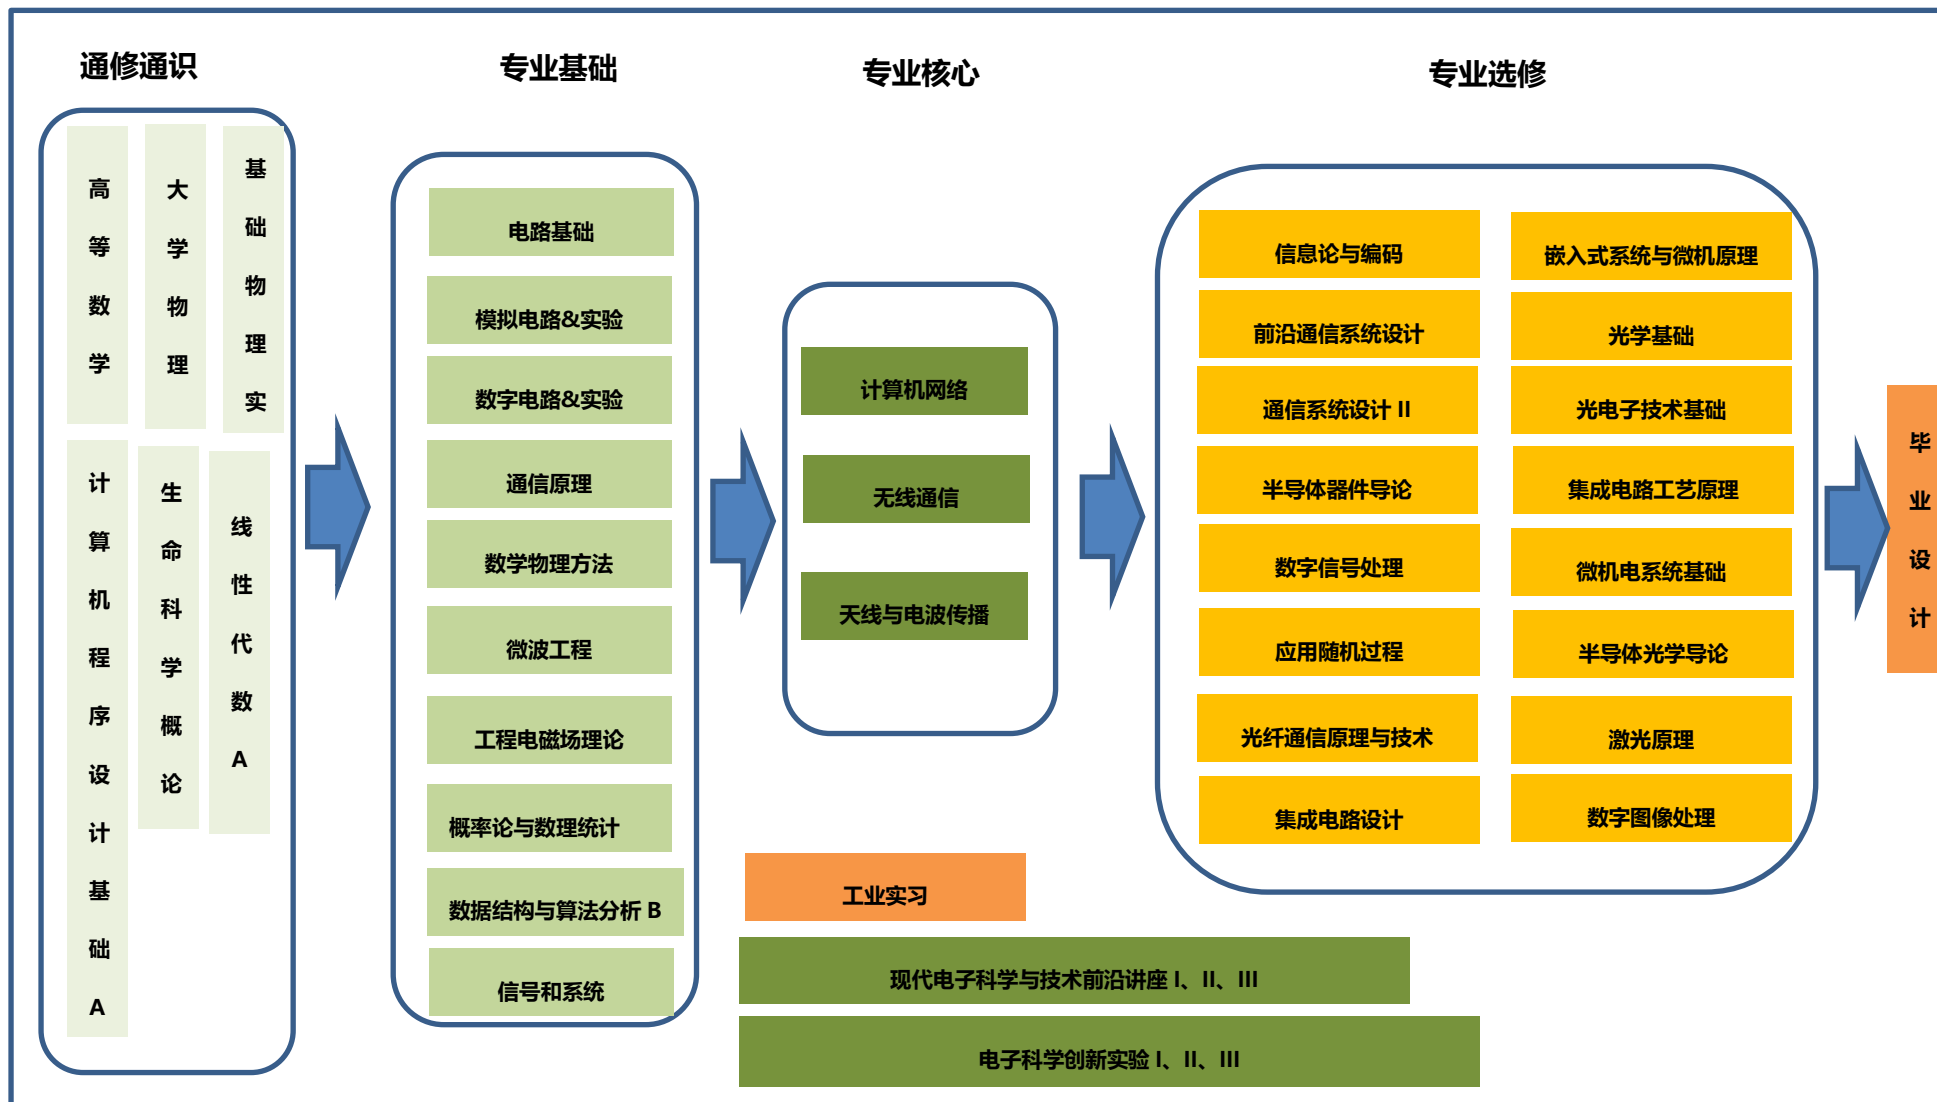 通修通识
专业基础
专业核心
专业选修
高等数学
大学物理
基础物理实
计算机程序设计基础A
生命科学概论
线性代数A
电路基础
模拟电路&实验
数字电路&实验
通信原理
数学物理方法
微波工程
工程电磁场理论
概率论与数理统计
数据结构与算法分析 B
信号和系统
计算机网络
无线通信
天线与电波传播
信息论与编码
嵌入式系统与微机原理
前沿通信系统设计
光学基础
通信系统设计 II
光电子技术基础
半导体器件导论
集成电路工艺原理
数字信号处理
微机电系统基础
应用随机过程
半导体光学导论
光纤通信原理与技术
激光原理
集成电路设计
数字图像处理
毕业设计
工业实习
现代电子科学与技术前沿讲座 I、II、III
电子科学创新实验 I、II、III